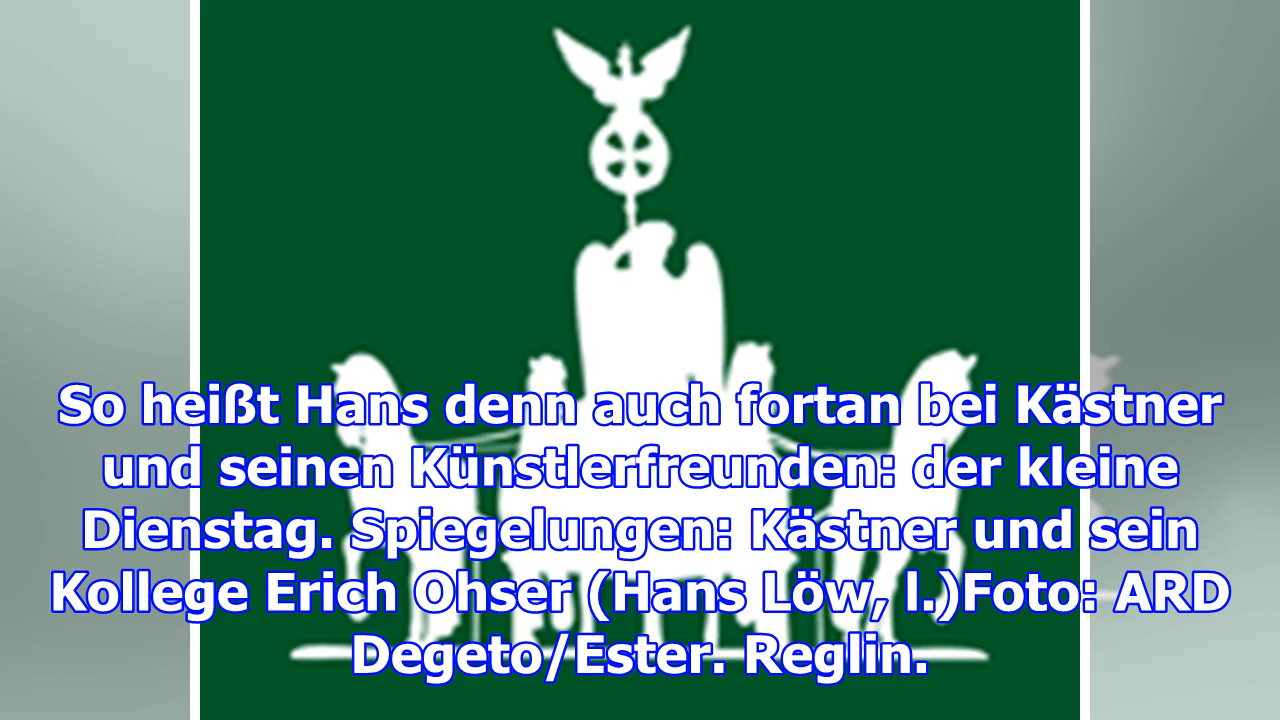 So heißt Hans denn auch fortan bei Kästner
und seinen Künstlerfreunden: der kleine
Dienstag. Spiegelungen: Kästner und sein
Kollege Erich Ohser (Hans Löw, l.)Foto: ARD
Degeto/Ester. Reglin.